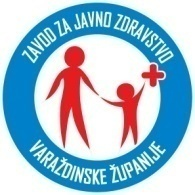 ZAVOD ZA JAVNO ZDRAVSTVO
VARAŽDINSKE ŽUPANIJE